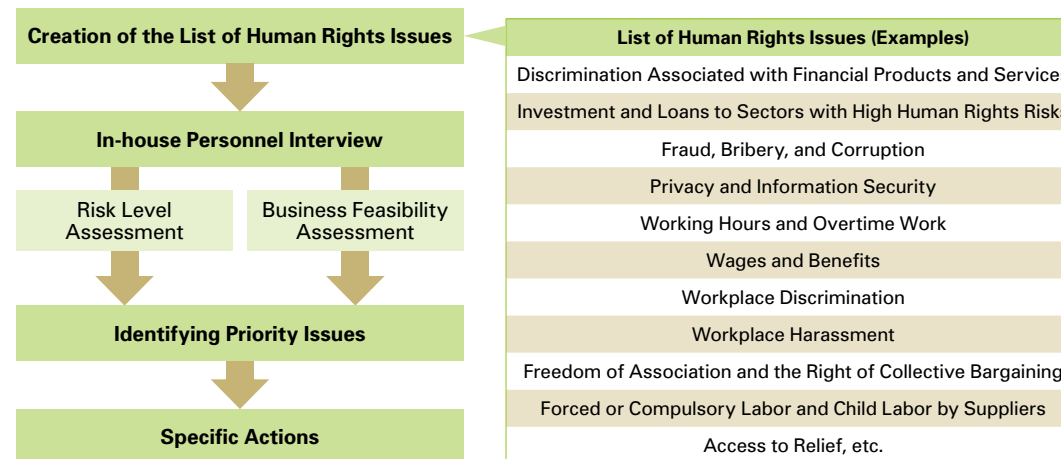 Creation of the List of Human Rights Issues
In-house Personnel Interview
Risk Level
Assessment
Business Feasibility
Assessment
Identifying Priority Issues
Specific Actions
List of Human Rights Issues (Examples)
Discrimination Associated with Financial Products and Service
Investment and Loans to Sectors with High Human Rights Risks
Fraud, Bribery, and Corruption
Privacy and Information Security
Working Hours and Overtime Work
Wages and Benefits
Workplace Discrimination
Workplace Harassment
Freedom of Association and the Right of Collective Bargaining
Forced or Compulsory Labor and Child Labor by Suppliers
Access to Relief, etc.